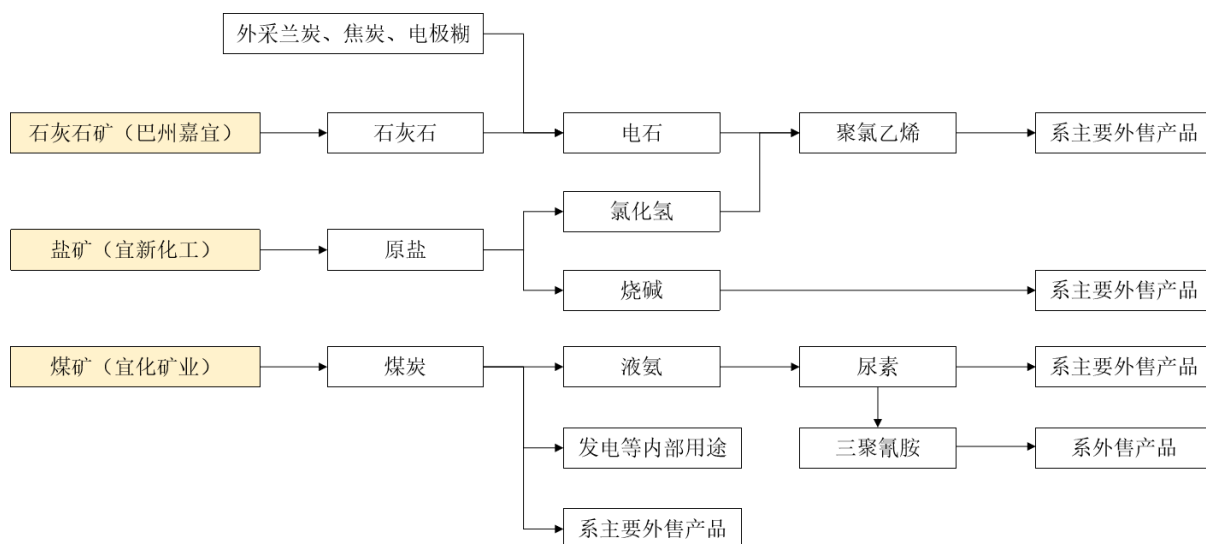 外采兰炭、焦炭、电极糊
石灰石矿（巴州嘉宜）
石灰石
电石
聚氯乙烯
系主要外售产品
氯化氢
盐矿（宜新化工）
原盐
烧碱
系主要外售产品
煤矿（宜化矿业）
煤炭
液氨
尿素
系主要外售产品
发电等内部用途
三聚氰胺
系外售产品
系主要外售产品